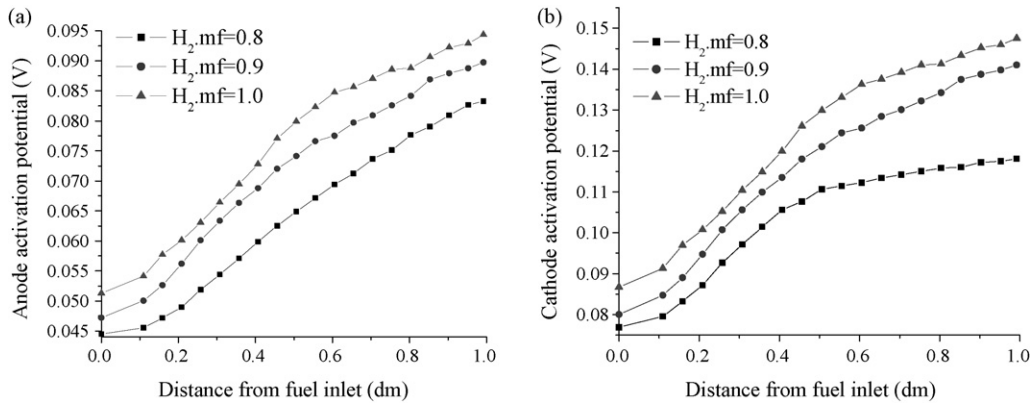 (a)
Anode activation potential (V)
0.095
0.090
0.085
0.080
0.075
0.070
0.065
0.060
0.055
0.050
0.045
H2.mf=0.8
H2.mf=0.9
H2.mf=1.0
0.0 0.2 0.4 0.6 0.8 1.0
Distance from fuel inlet (dm)
(b)
Cathode activation potential (V)
0.15
0.14
0.13
0.12
0.11
0.10
0.09
0.08
H2.mf=0.8
H2.mf=0.9
H2.mf=1.0
0.0 0.2 0.4 0.6 0.8 1.0
Distance from fuel inlet (dm)